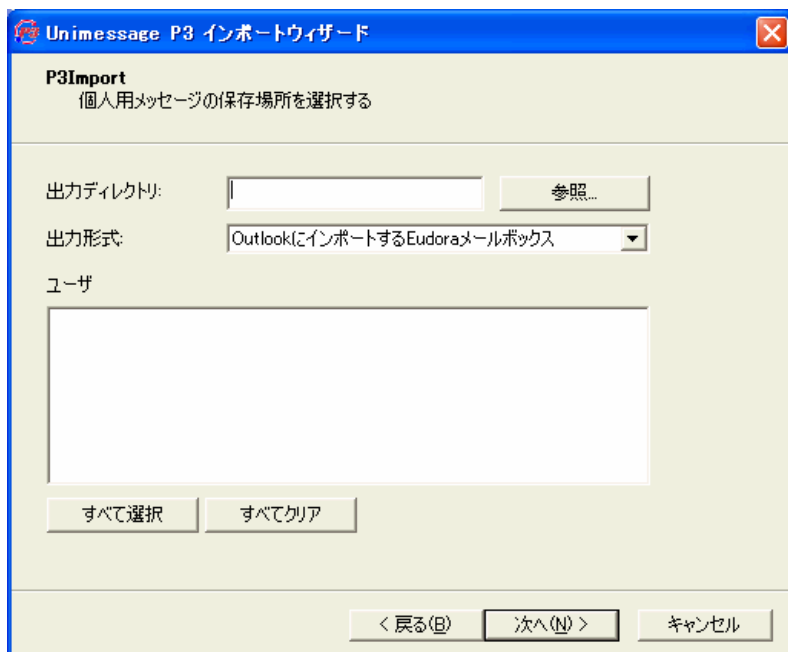 Unimessage P3 インポートウィザード
P3Import
個人用メッセージの保存場所を選択する
出力ディレクトリ:
参照...
出力形式:
OutlookにインポートするEudoraメールボックス
ユーザ
すべて選択
すべてクリア
< 戻る(B)
次へ(N) >
キャンセル